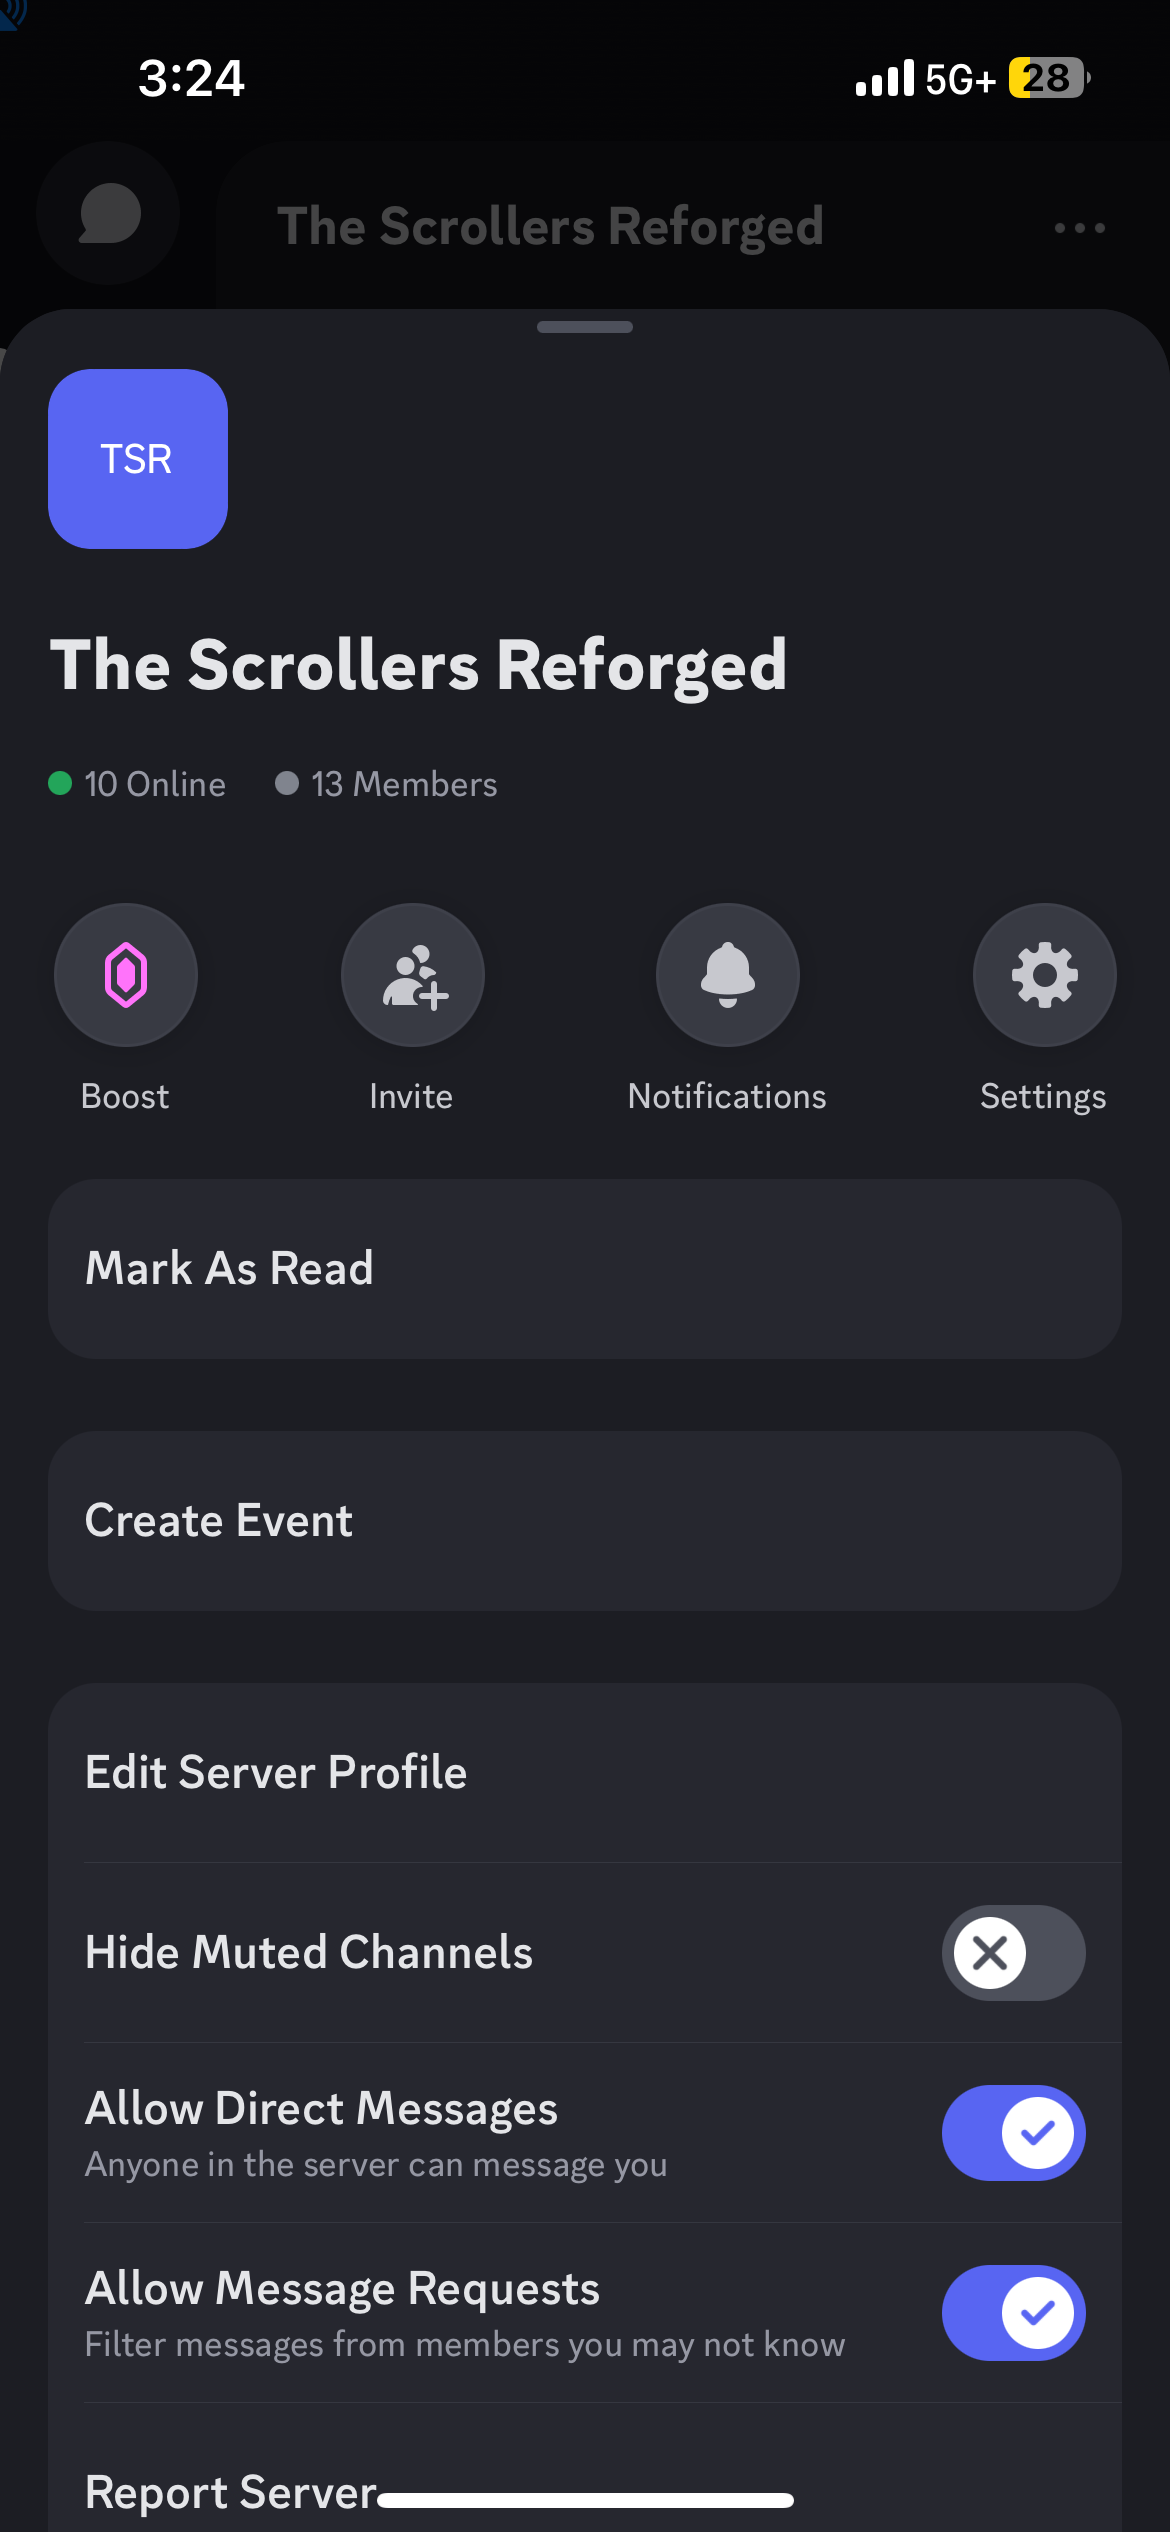 3:24
5G+ 28
The Scrollers Reforged
TSR
The Scrollers Reforged
10 Online 13 Members
Boost Invite Notifications Settings
Mark As Read
Create Event
Edit Server Profile
Hide Muted Channels
Allow Direct Messages
Anyone in the server can message you
Allow Message Requests
Filter messages from members you may not know
Report Server